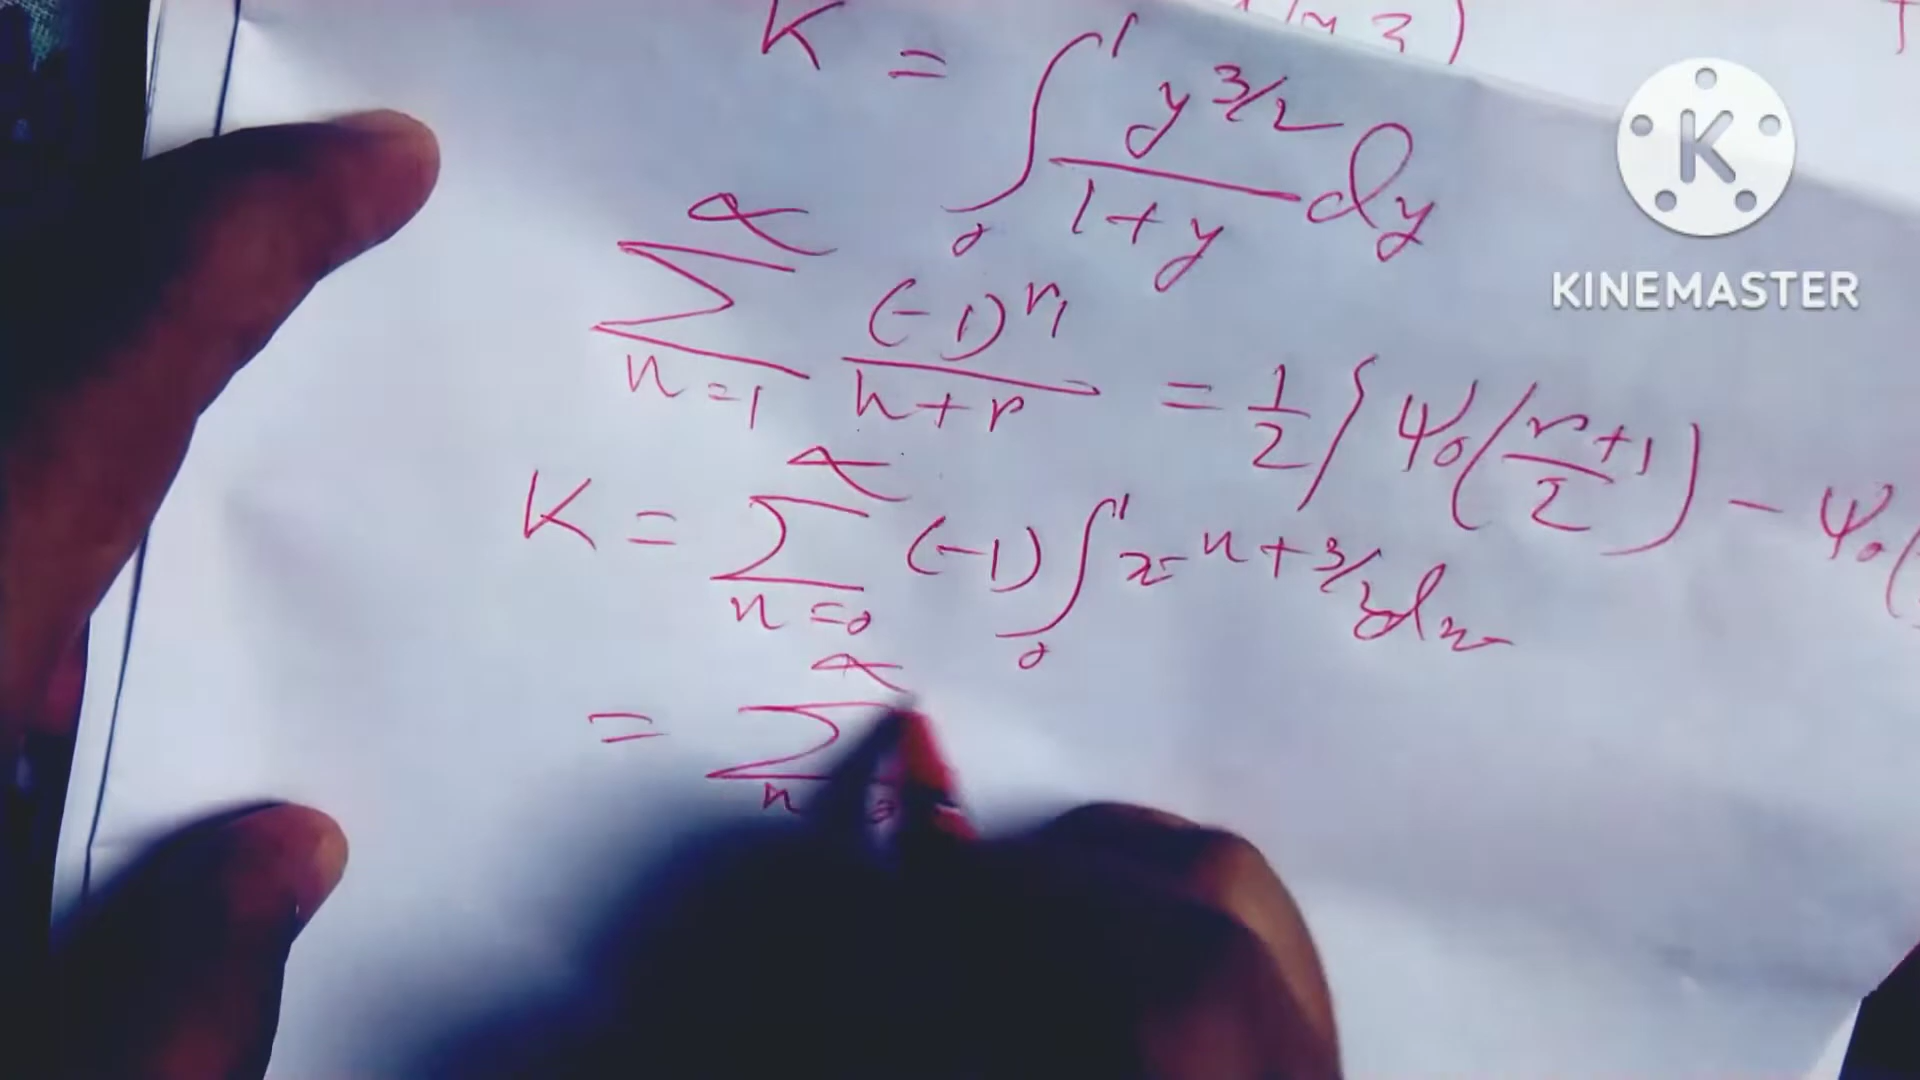 K = ∫₀¹ y^{3/2} / (1+y) dy
K
KINEMASTER
∑_{n=1}^{∝} (-1)^n / (n+r) = 1/2 { Ψ₀((r+1)/2) - Ψ₀(
K = ∑_{n=0}^{∝} (-1) ∫₀¹ x^{n+3/2} dx
= ∑_{n=0}^{∝}